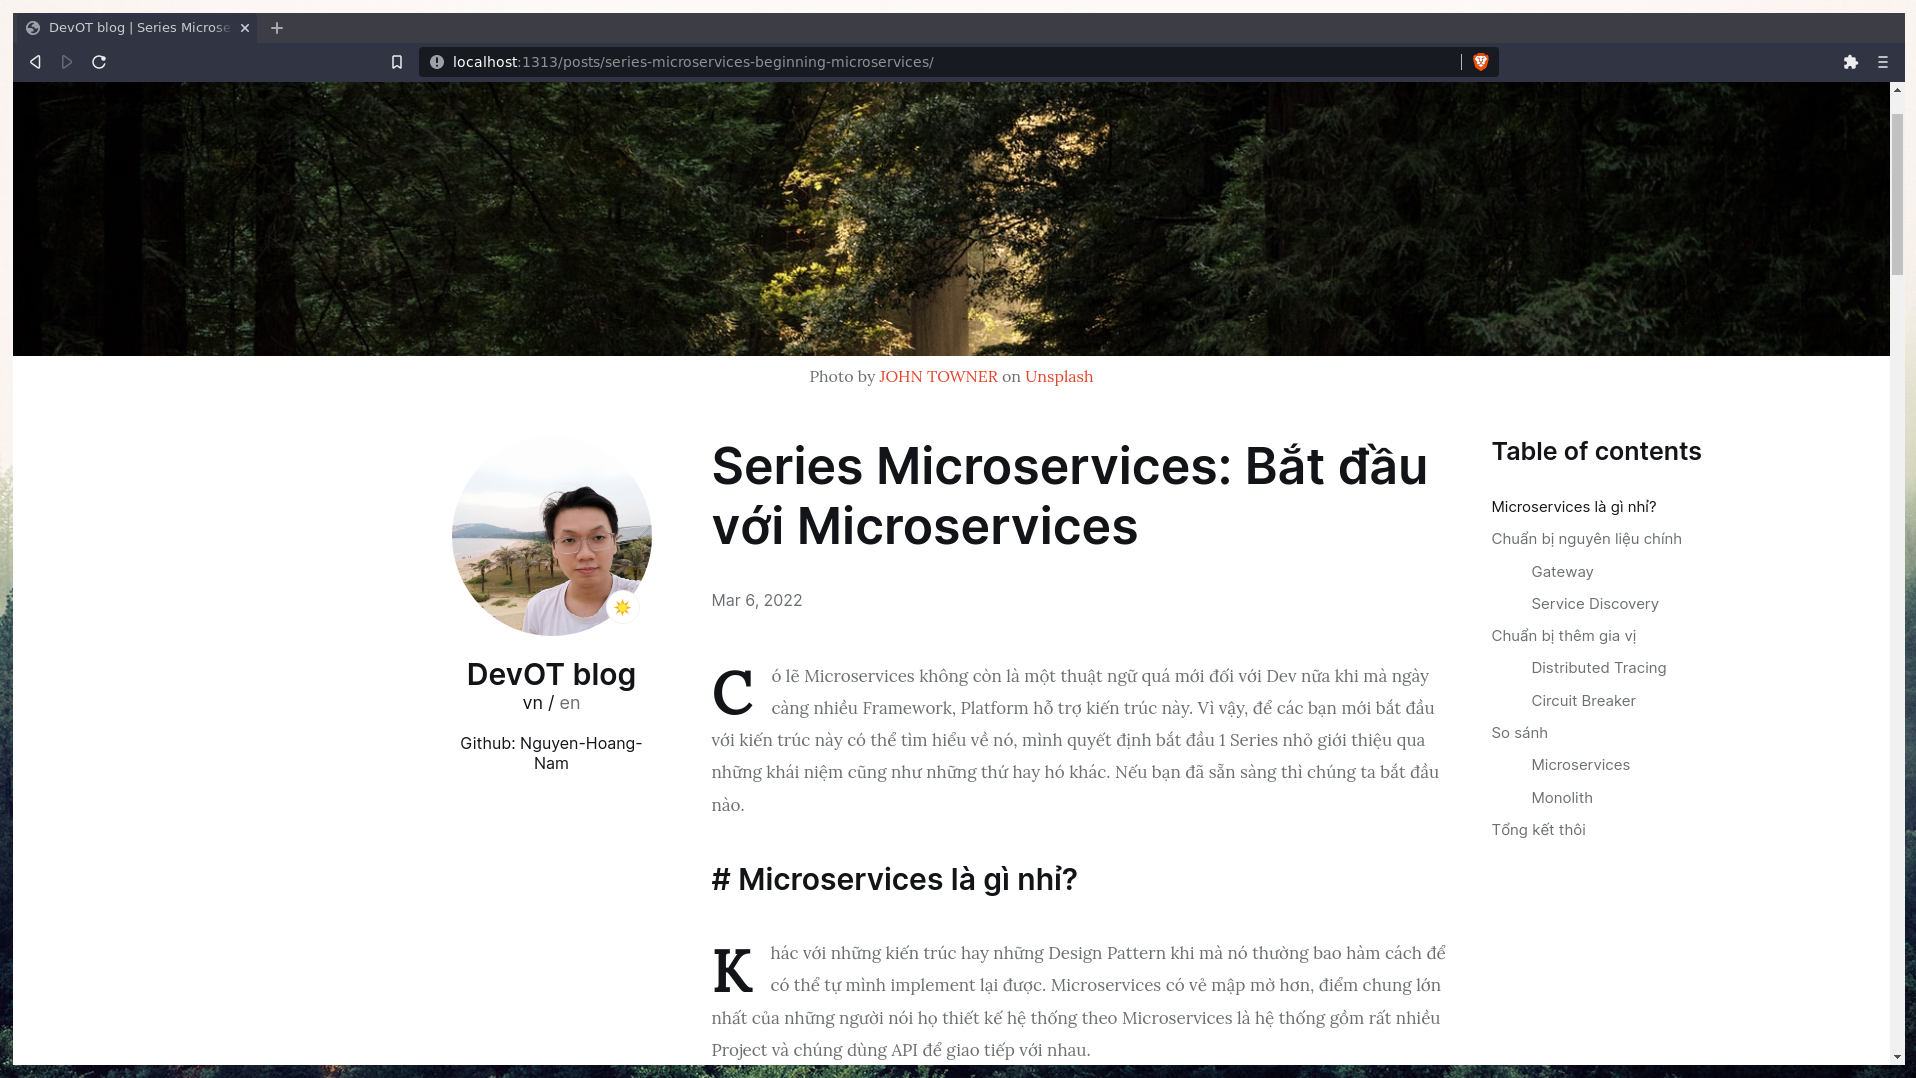 DevOT blog | Series Microse
localhost:1313/posts/series-microservices-beginning-microservices/
Photo by JOHN TOWNER on Unsplash
DevOT blog
vn / en
Github: Nguyen-Hoang-
Nam
Series Microservices: Bắt đầu
với Microservices
Mar 6, 2022
Có lẽ Microservices không còn là một thuật ngữ quá mới đối với Dev nữa khi mà ngày
càng nhiều Framework, Platform hỗ trợ kiến trúc này. Vì vậy, để các bạn mới bắt đầu
với kiến trúc này có thể tìm hiểu về nó, mình quyết định bắt đầu 1 Series nhỏ giới thiệu qua
những khái niệm cũng như những thứ hay hó khác. Nếu bạn đã sẵn sàng thì chúng ta bắt đầu
nào.
# Microservices là gì nhỉ?
Khác với những kiến trúc hay những Design Pattern khi mà nó thường bao hàm cách để
có thể tự mình implement lại được. Microservices có vẻ mập mờ hơn, điểm chung lớn
nhất của những người nói họ thiết kế hệ thống theo Microservices là hệ thống gồm rất nhiều
Project và chúng dùng API để giao tiếp với nhau.
Table of contents
Microservices là gì nhỉ?
Chuẩn bị nguyên liệu chính
Gateway
Service Discovery
Chuẩn bị thêm gia vị
Distributed Tracing
Circuit Breaker
So sánh
Microservices
Monolith
Tổng kết thôi